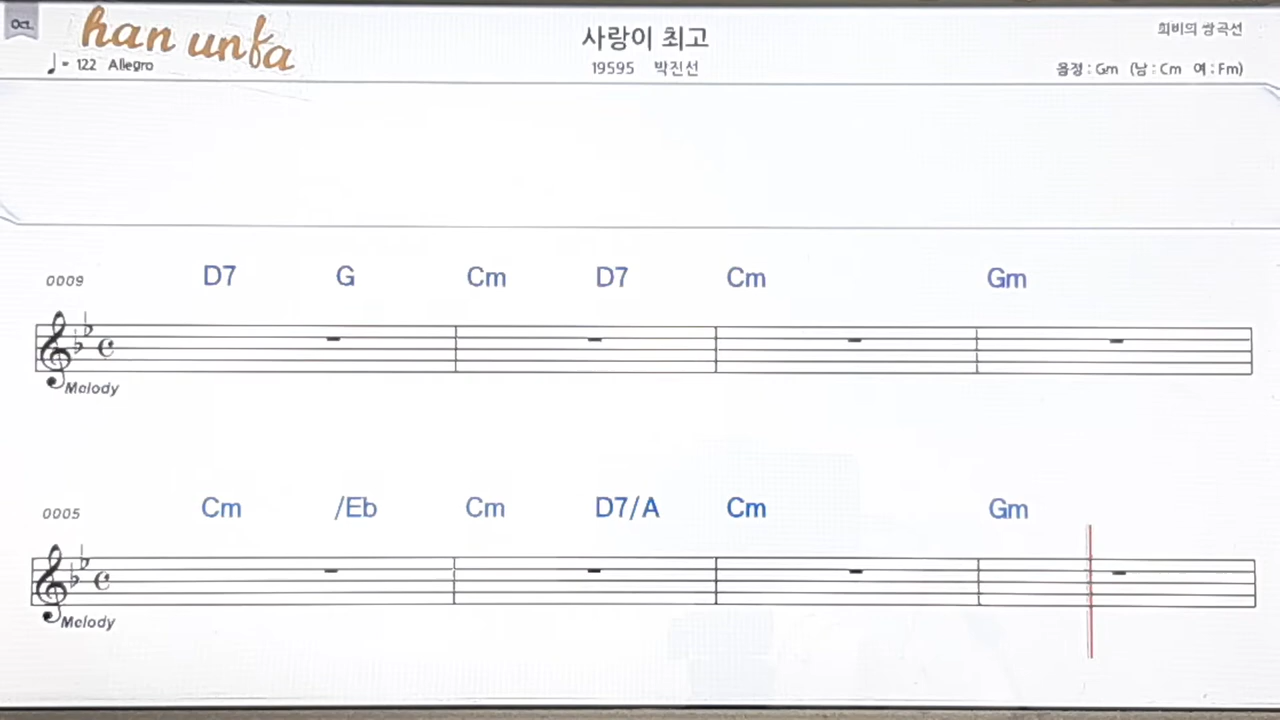 Oct.
han unfa
♩= 122 Allegro
사랑이 최고
19595 박진선
희비의 쌍곡선
음정 : Gm (남 : Cm 여 : Fm)
0009
D7 G Cm D7 Cm Gm
Melody
0005
Cm /Eb Cm D7/A Cm Gm
Melody